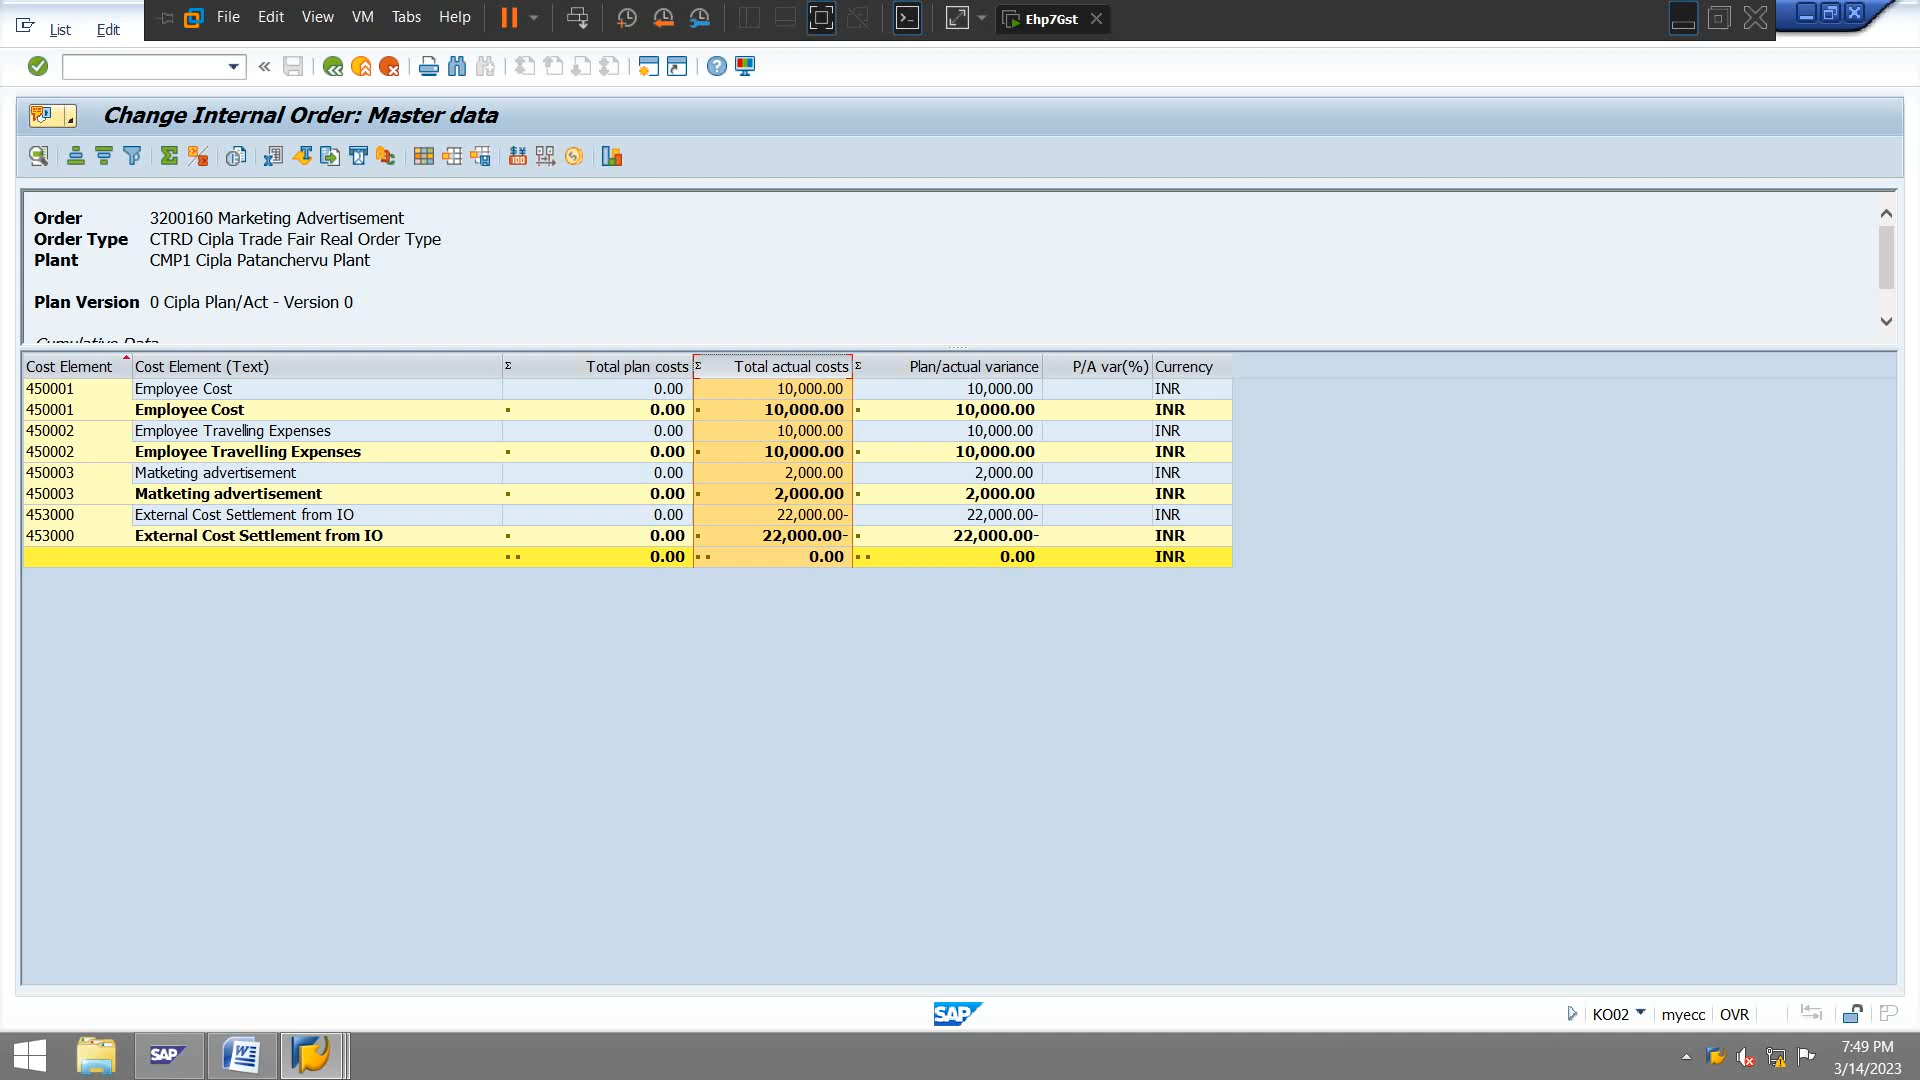 List Edit File Edit View VM Tabs Help Ehp7Gst
Change Internal Order: Master data
Order 3200160 Marketing Advertisement
Order Type CTRD Cipla Trade Fair Real Order Type
Plant CMP1 Cipla Patanchervu Plant
Plan Version 0 Cipla Plan/Act - Version 0
Cumulative Data
Cost Element Cost Element (Text) Σ Total plan costs Σ Total actual costs Σ Plan/actual variance P/A var(%) Currency
450001 Employee Cost 0.00 10,000.00 10,000.00 INR
450001 Employee Cost 0.00 10,000.00 10,000.00 INR
450002 Employee Travelling Expenses 0.00 10,000.00 10,000.00 INR
450002 Employee Travelling Expenses 0.00 10,000.00 10,000.00 INR
450003 Matketing advertisement 0.00 2,000.00 2,000.00 INR
450003 Matketing advertisement 0.00 2,000.00 2,000.00 INR
453000 External Cost Settlement from IO 0.00 22,000.00- 22,000.00- INR
453000 External Cost Settlement from IO 0.00 22,000.00- 22,000.00- INR
0.00 0.00 0.00 INR
SAP KO02 myecc OVR
SAP 7:49 PM
3/14/2023